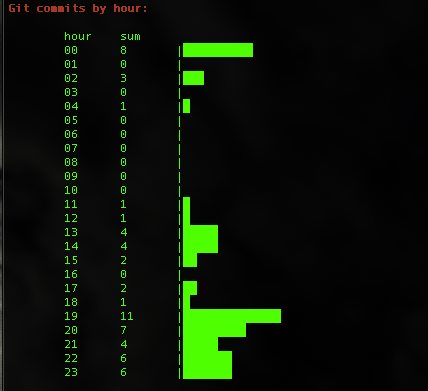 Git commits by hour:
hour sum
00 8 |
01 0 |
02 3 |
03 0 |
04 1 |
05 0 |
06 0 |
07 0 |
08 0 |
09 0 |
10 0 |
11 1 |
12 1 |
13 4 |
14 4 |
15 2 |
16 0 |
17 2 |
18 1 |
19 11 |
20 7 |
21 4 |
22 6 |
23 6 |